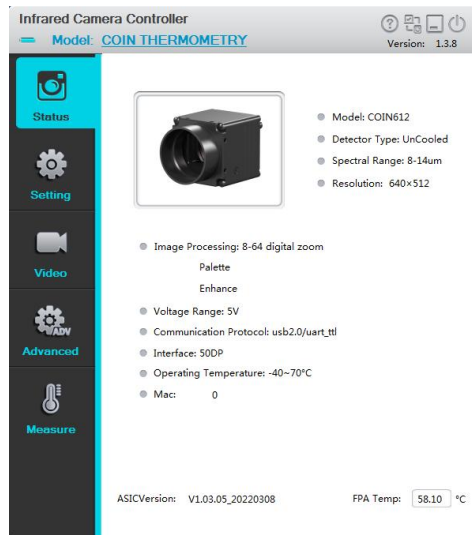 Infrared Camera Controller
Model: COIN THERMOMETRY
Version: 1.3.8
Status
Setting
Video
ADV
Advanced
Measure
Model: COIN612
Detector Type: UnCooled
Spectral Range: 8-14um
Resolution: 640×512
Image Processing: 8-64 digital zoom
Palette
Enhance
Voltage Range: 5V
Communication Protocol: usb2.0/uart_ttl
Interface: 50DP
Operating Temperature: -40~70°C
Mac: 0
ASICVersion: V1.03.05_20220308
FPA Temp: 58.10 °C